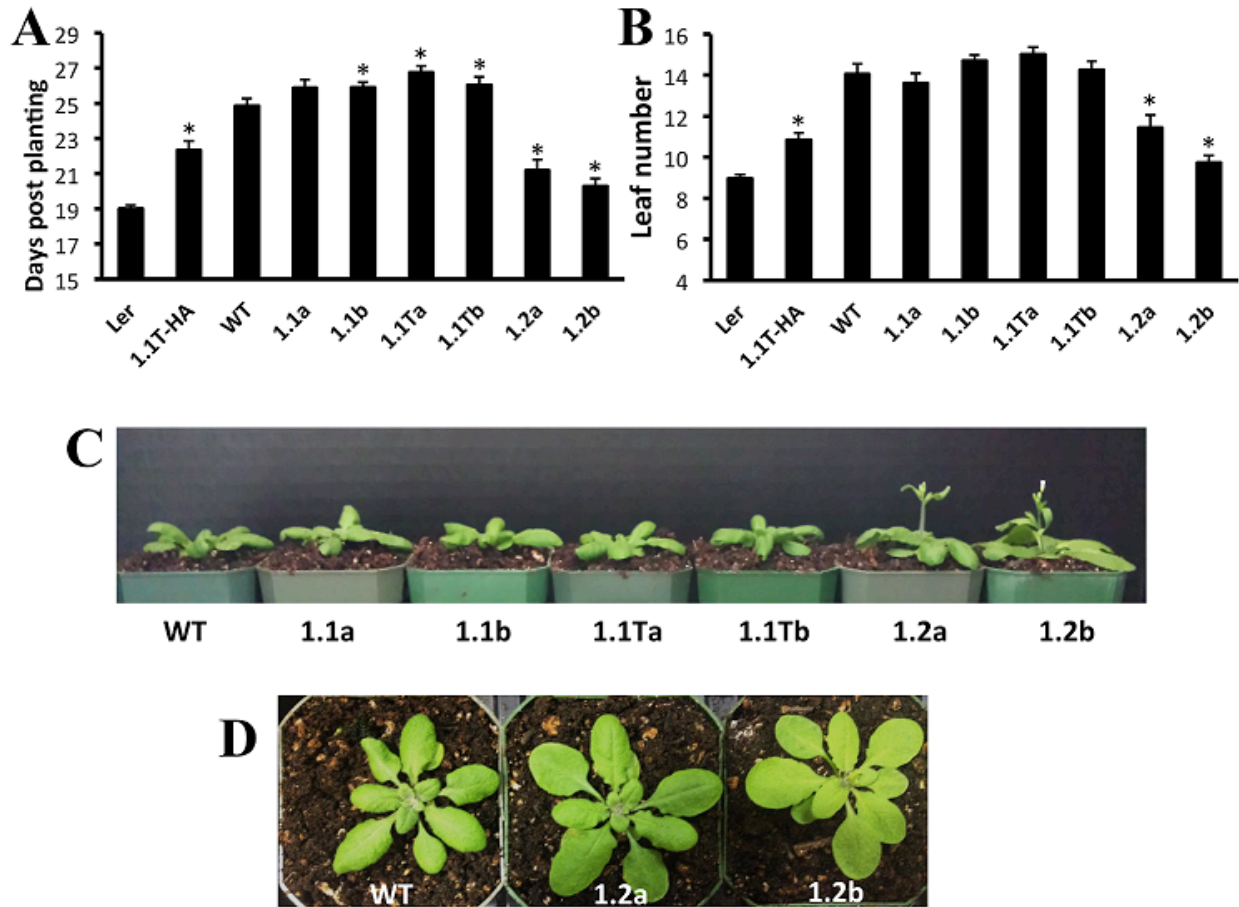 A
Days post planting
29
27
25
23
21
19
17
15
*
*
*
*
*
*
Ler
1.1T-HA
WT
1.1a
1.1b
1.1Ta
1.1Tb
1.2a
1.2b
B
Leaf number
16
14
12
10
8
6
4
*
*
*
Ler
1.1T-HA
WT
1.1a
1.1b
1.1Ta
1.1Tb
1.2a
1.2b
C
WT
1.1a
1.1b
1.1Ta
1.1Tb
1.2a
1.2b
D
WT
1.2a
1.2b